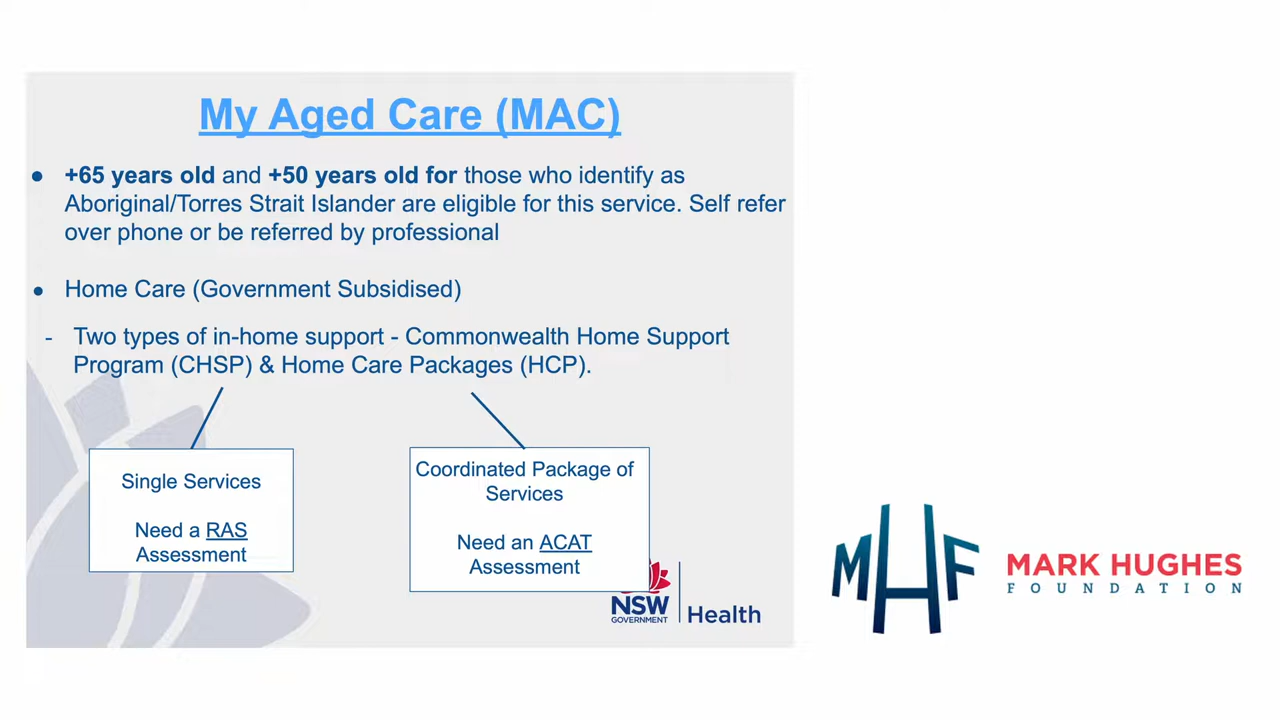 My Aged Care (MAC)
● +65 years old and +50 years old for those who identify as
Aboriginal/Torres Strait Islander are eligible for this service. Self refer
over phone or be referred by professional
● Home Care (Government Subsidised)
- Two types of in-home support - Commonwealth Home Support
Program (CHSP) & Home Care Packages (HCP).
Single Services
Need a RAS
Assessment
Coordinated Package of
Services
Need an ACAT
Assessment
NSW
GOVERNMENT
Health
MHF
MARK HUGHES
FOUNDATION